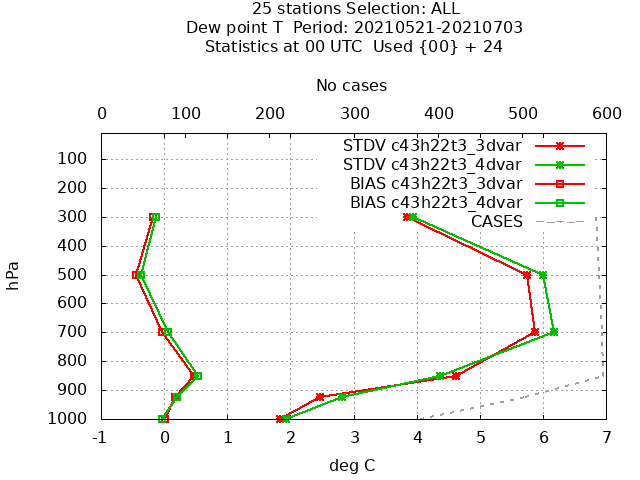 25 stations Selection: ALL
Dew point T  Period: 20210521-20210703
Statistics at 00 UTC  Used {00} + 24
No cases
0 100 200 300 400 500 600
STDV c43h22t3_3dvar
STDV c43h22t3_4dvar
BIAS c43h22t3_3dvar
BIAS c43h22t3_4dvar
CASES
hPa
100
200
300
400
500
600
700
800
900
1000
-1 0 1 2 3 4 5 6 7
deg C